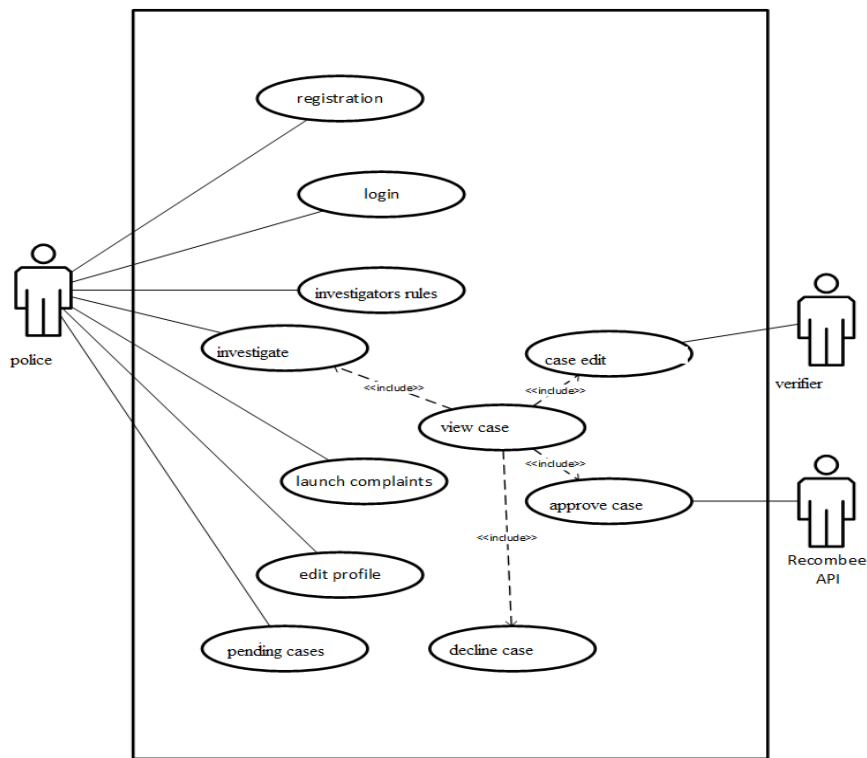 registration
login
investigators rules
police
investigate
case edit
verifier
<<include>>
<<include>>
view case
<<include>>
launch complaints
approve case
<<include>>
Recombee
API
edit profile
pending cases
decline case